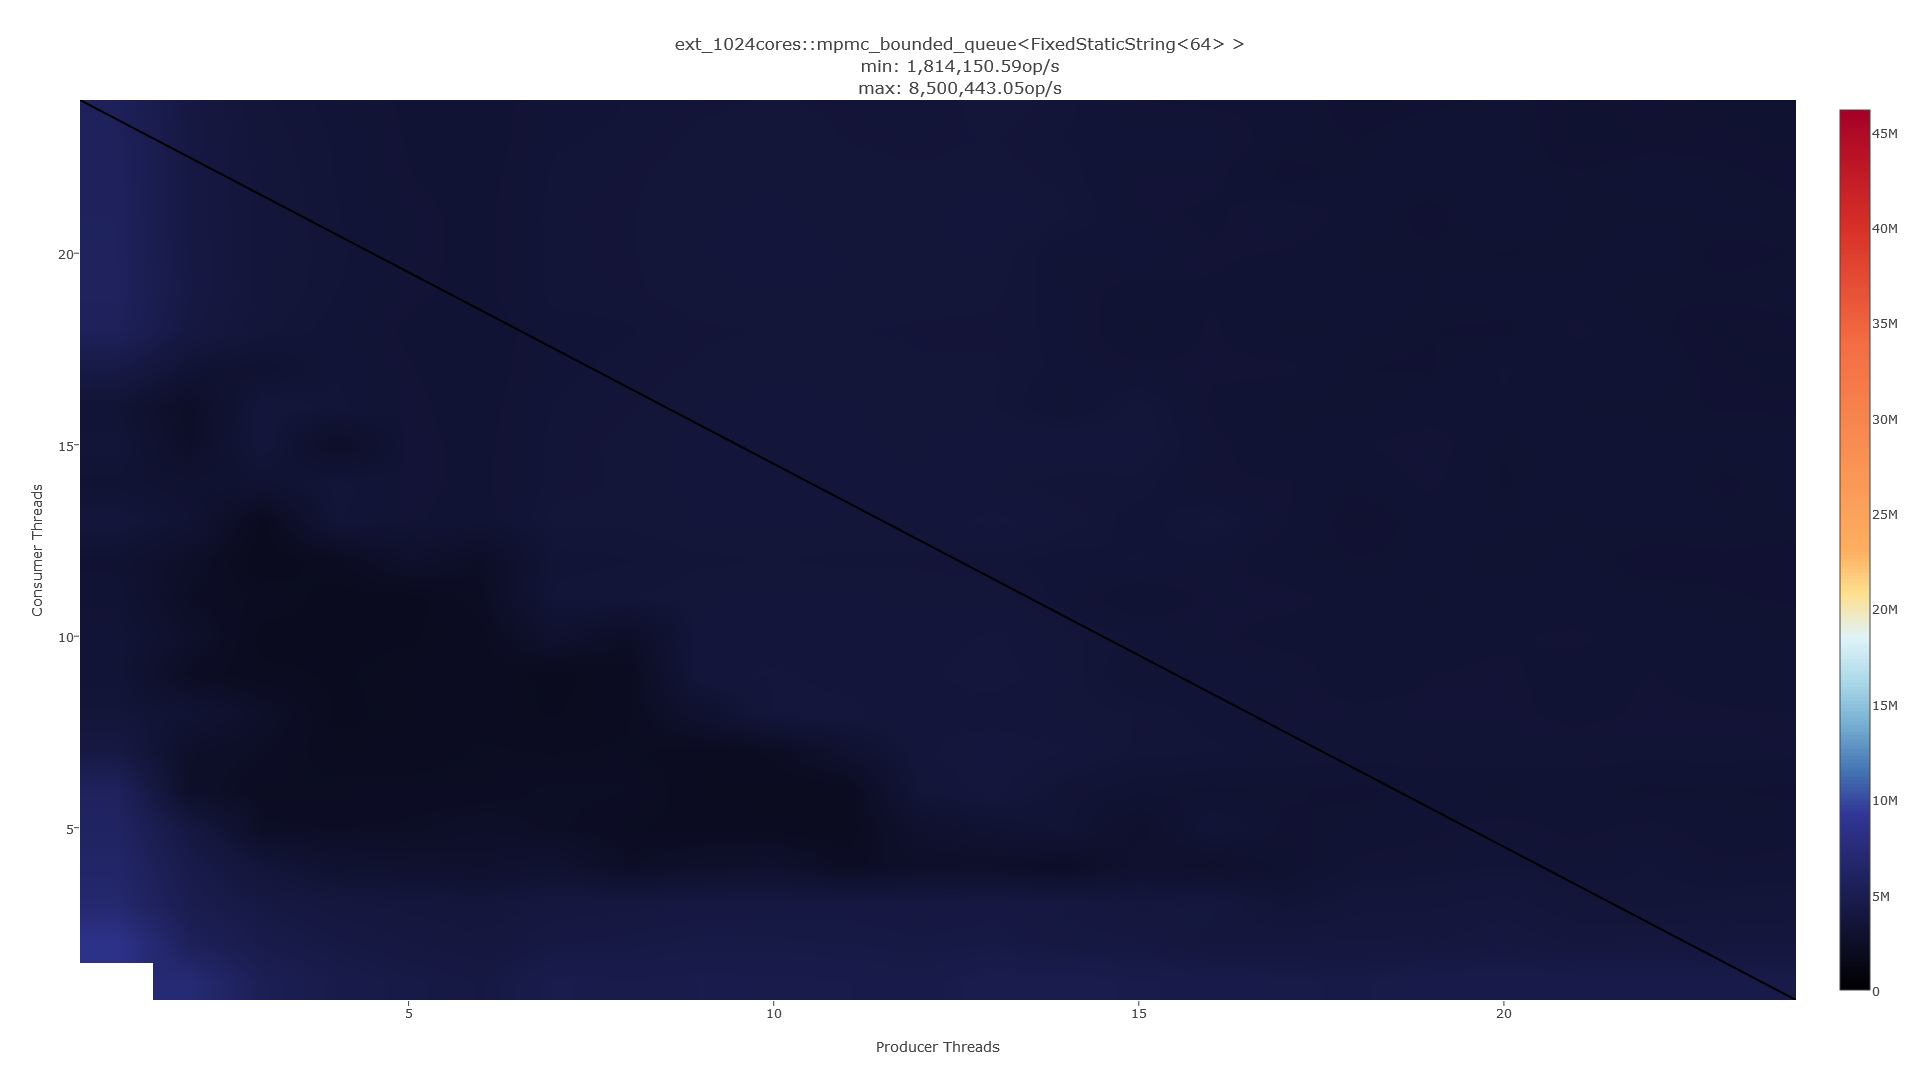 ext_1024cores::mpmc_bounded_queue<FixedStaticString<64> >
min: 1,814,150.59op/s
max: 8,500,443.05op/s
45M
40M
35M
30M
25M
20M
15M
10M
5M
0
20
15
10
5
Consumer Threads
5
10
15
20
Producer Threads